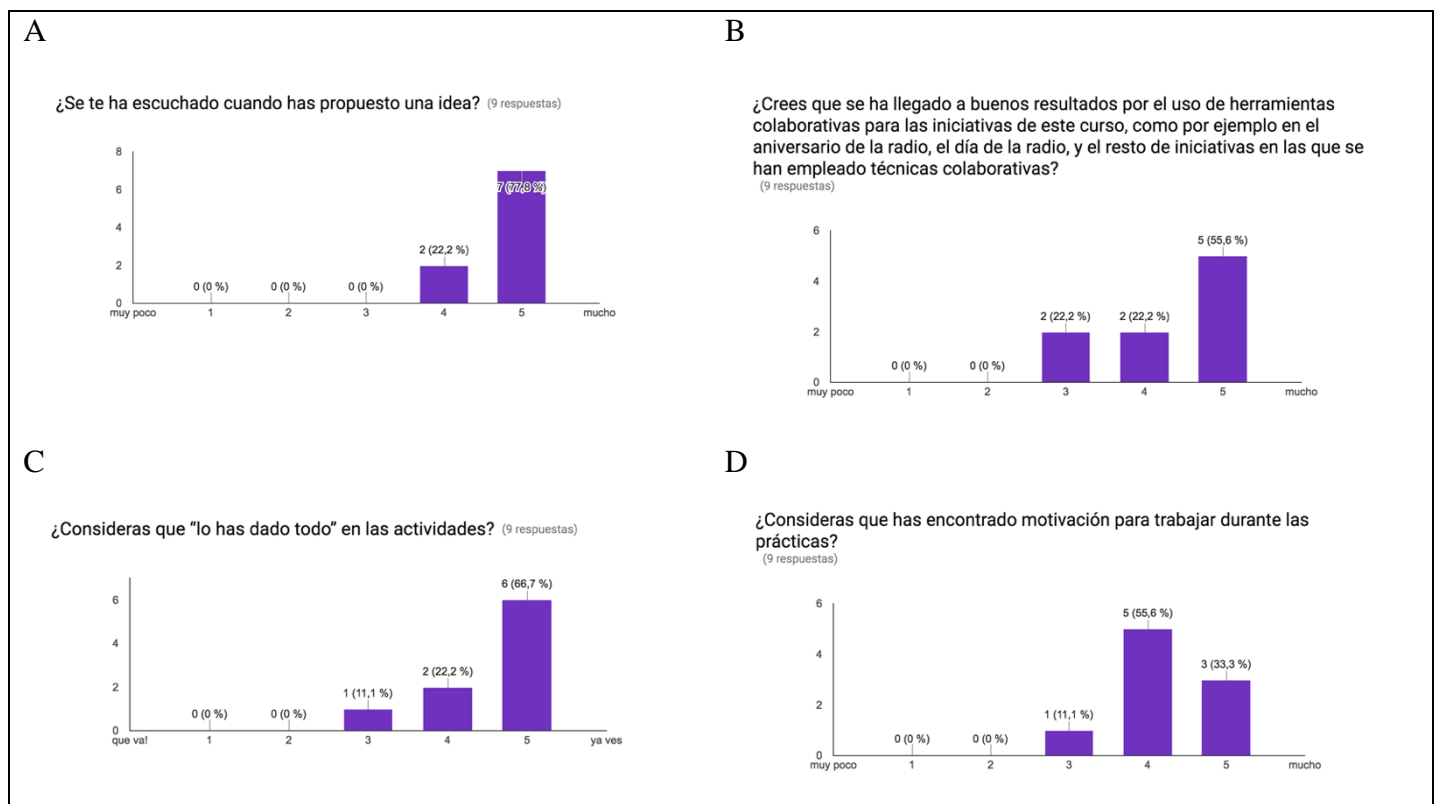 A
¿Se te ha escuchado cuando has propuesto una idea? (9 respuestas)
8
6
4
2
0
0 (0 %)
0 (0 %)
0 (0 %)
2 (22,2 %)
7 (77,8 %)
muy poco 1 2 3 4 5 mucho
B
¿Crees que se ha llegado a buenos resultados por el uso de herramientas
colaborativas para las iniciativas de este curso, como por ejemplo en el
aniversario de la radio, el día de la radio, y el resto de iniciativas en las que se
han empleado técnicas colaborativas?
(9 respuestas)
6
4
2
0
0 (0 %)
0 (0 %)
2 (22,2 %)
2 (22,2 %)
5 (55,6 %)
muy poco 1 2 3 4 5 mucho
C
¿Consideras que “lo has dado todo” en las actividades? (9 respuestas)
6
4
2
0
0 (0 %)
0 (0 %)
1 (11,1 %)
2 (22,2 %)
6 (66,7 %)
que va! 1 2 3 4 5 ya ves
D
¿Consideras que has encontrado motivación para trabajar durante las
prácticas?
(9 respuestas)
6
4
2
0
0 (0 %)
0 (0 %)
1 (11,1 %)
5 (55,6 %)
3 (33,3 %)
muy poco 1 2 3 4 5 mucho